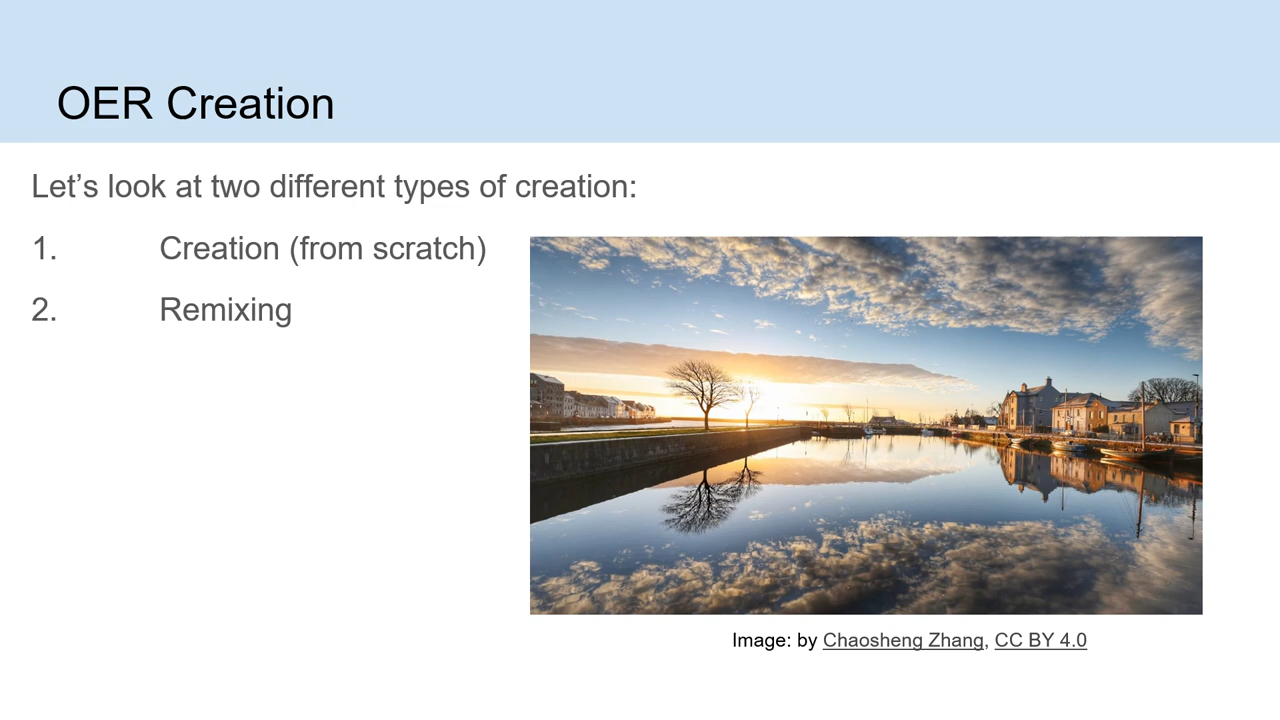 OER Creation
Let’s look at two different types of creation:
1. Creation (from scratch)
2. Remixing
Image: by Chaosheng Zhang, CC BY 4.0